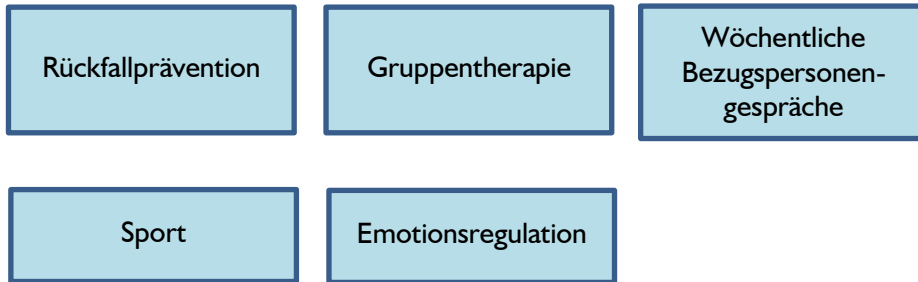 Rückfallprävention
Gruppentherapie
Wöchentliche
Bezugspersonen-
gespräche
Sport
Emotionsregulation